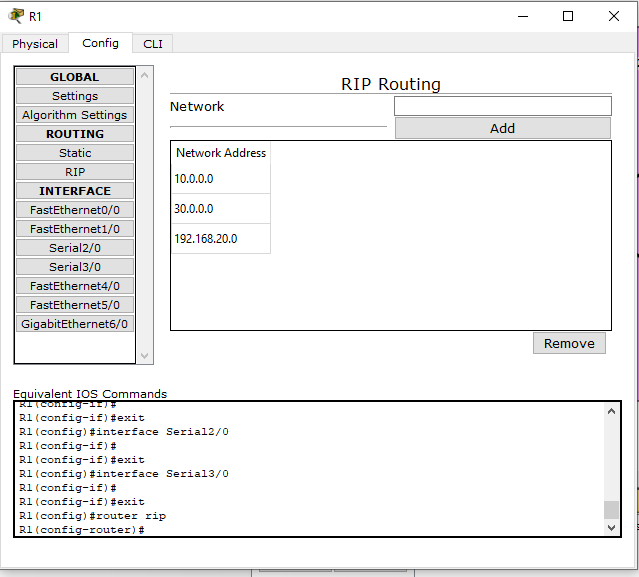 R1
Physical
Config
CLI
GLOBAL
Settings
Algorithm Settings
ROUTING
Static
RIP
INTERFACE
FastEthernet0/0
FastEthernet1/0
Serial2/0
Serial3/0
FastEthernet4/0
FastEthernet5/0
GigabitEthernet6/0
RIP Routing
Network
Add
Network Address
10.0.0.0
30.0.0.0
192.168.20.0
Remove
Equivalent IOS Commands
R1(config-if)#
R1(config-if)#exit
R1(config)#interface Serial2/0
R1(config-if)#
R1(config-if)#exit
R1(config)#interface Serial3/0
R1(config-if)#
R1(config-if)#exit
R1(config)#router rip
R1(config-router)#